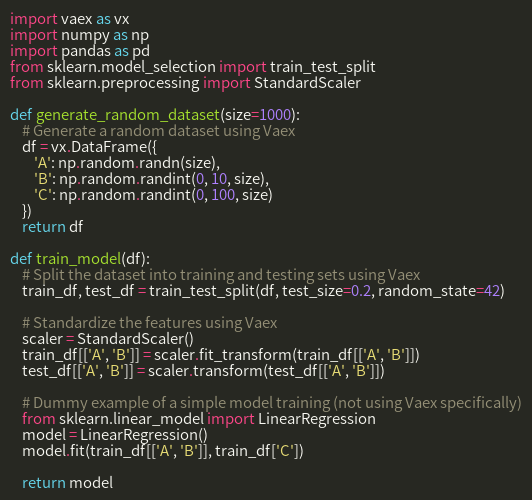 import vaex as vx
import numpy as np
import pandas as pd
from sklearn.model_selection import train_test_split
from sklearn.preprocessing import StandardScaler

def generate_random_dataset(size=1000):
    # Generate a random dataset using Vaex
    df = vx.DataFrame({
        'A': np.random.randn(size),
        'B': np.random.randint(0, 10, size),
        'C': np.random.randint(0, 100, size)
    })
    return df

def train_model(df):
    # Split the dataset into training and testing sets using Vaex
    train_df, test_df = train_test_split(df, test_size=0.2, random_state=42)

    # Standardize the features using Vaex
    scaler = StandardScaler()
    train_df[['A', 'B']] = scaler.fit_transform(train_df[['A', 'B']])
    test_df[['A', 'B']] = scaler.transform(test_df[['A', 'B']])

    # Dummy example of a simple model training (not using Vaex specifically)
    from sklearn.linear_model import LinearRegression
    model = LinearRegression()
    model.fit(train_df[['A', 'B']], train_df['C'])

    return model